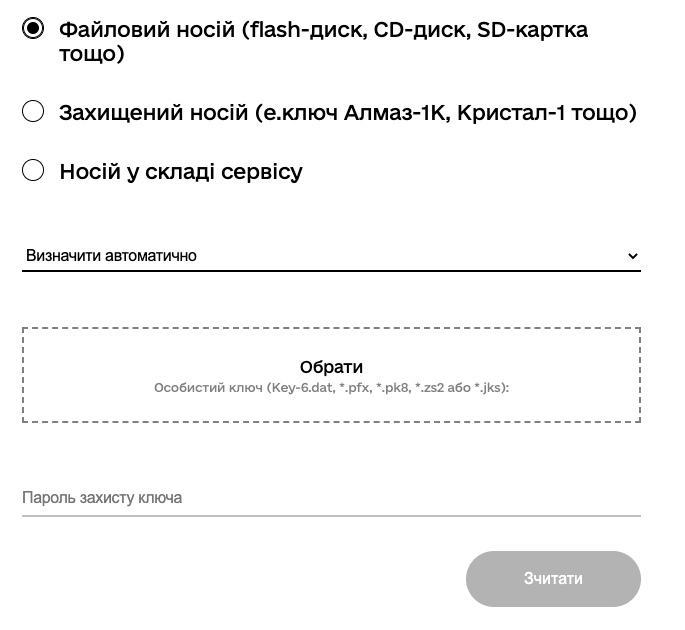 Файловий носій (flash-диск, CD-диск, SD-картка
тощо)
Захищений носій (е.ключ Алмаз-1К, Кристал-1 тощо)
Носій у складі сервісу
Визначити автоматично
Обрати
Особистий ключ (Key-6.dat, *.pfx, *.pk8, *.zs2 або *.jks):
Пароль захисту ключа
Зчитати